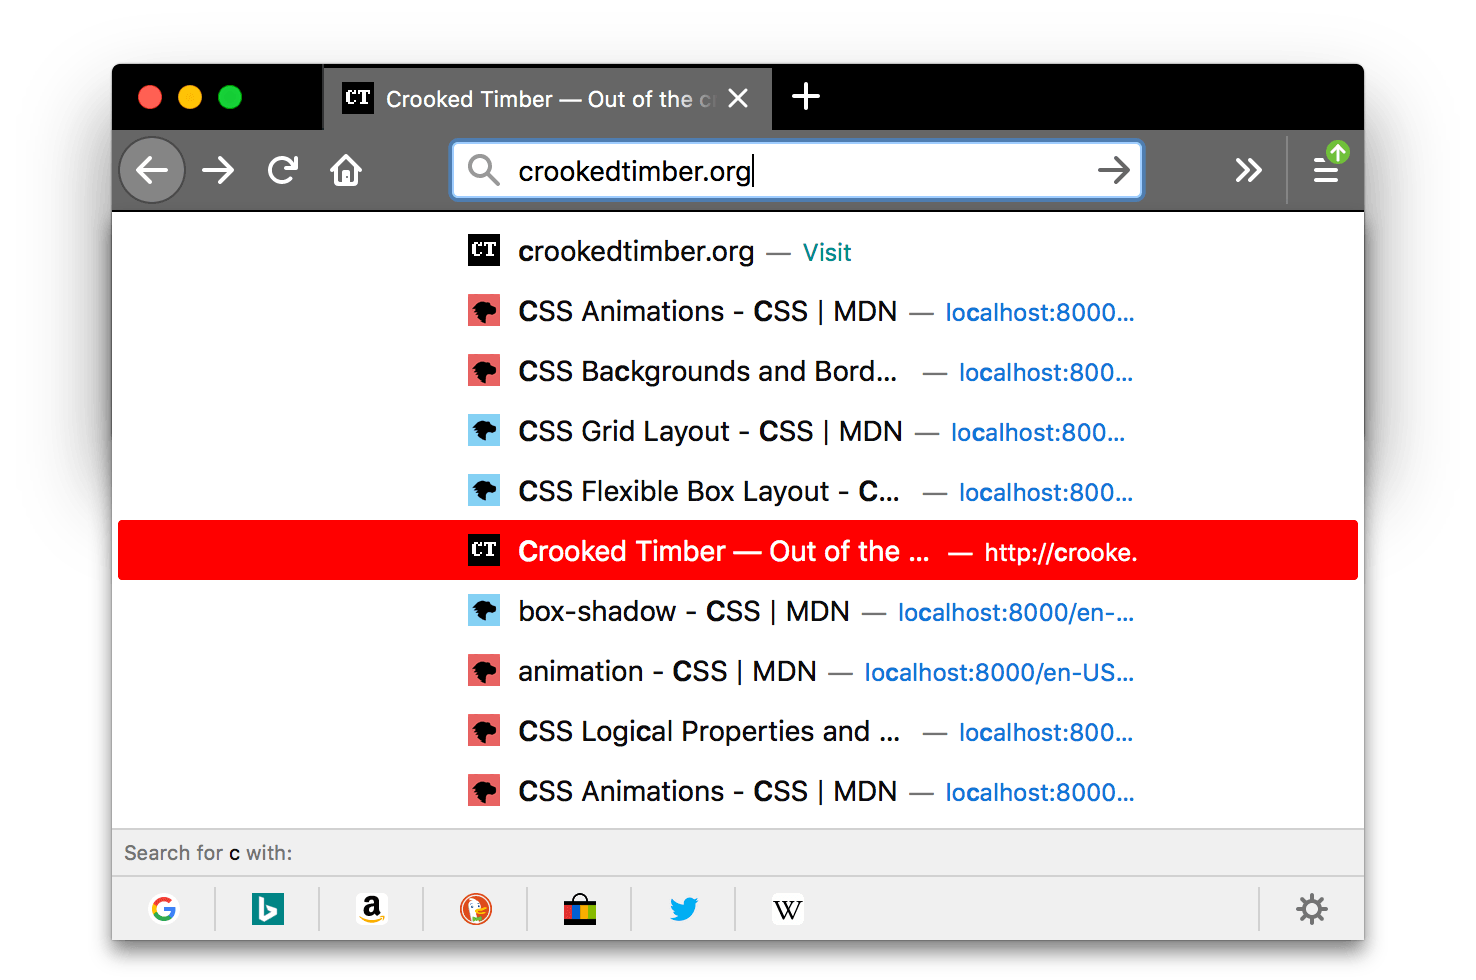 CT Crooked Timber — Out of the c
crookedtimber.org
CT crookedtimber.org — Visit
CSS Animations - CSS | MDN — localhost:8000...
CSS Backgrounds and Bord... — localhost:800...
CSS Grid Layout - CSS | MDN — localhost:800...
CSS Flexible Box Layout - C... — localhost:800...
CT Crooked Timber — Out of the ... — http://crooke.
box-shadow - CSS | MDN — localhost:8000/en-...
animation - CSS | MDN — localhost:8000/en-US...
CSS Logical Properties and ... — localhost:800...
CSS Animations - CSS | MDN — localhost:8000...
Search for c with:
G b a W